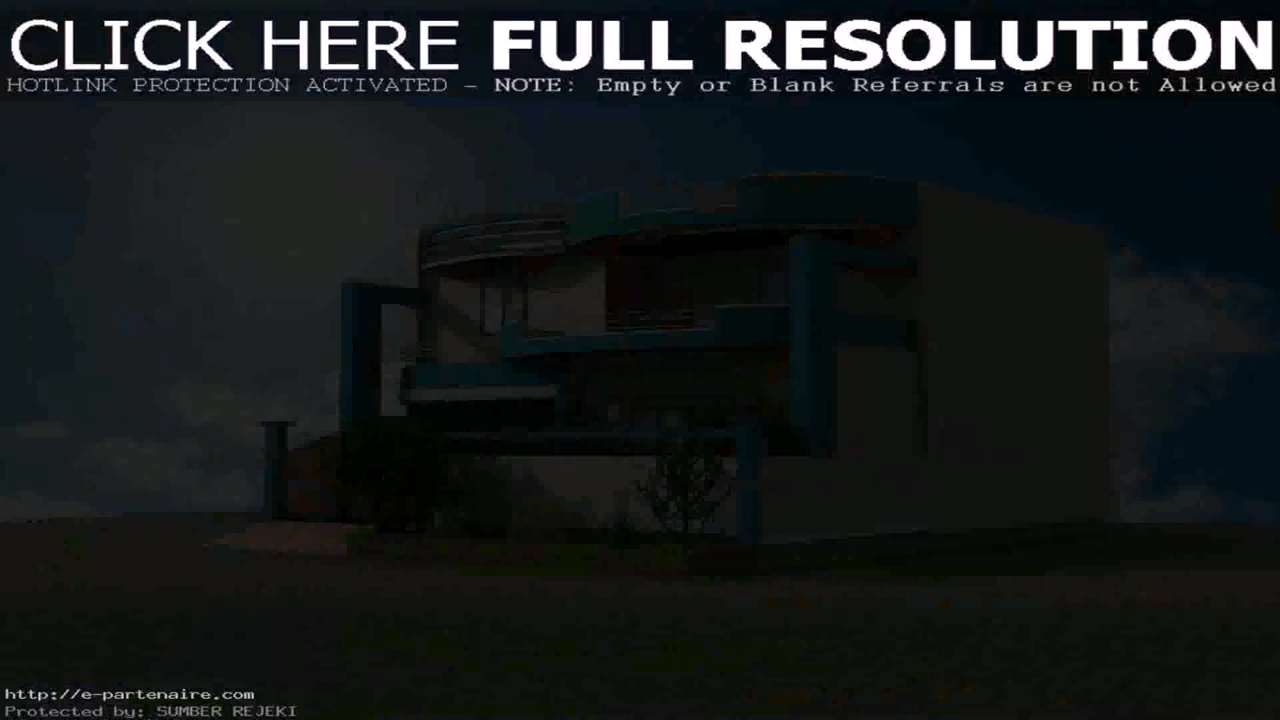 CLICK HERE FULL RESOLUTION
HOTLINK PROTECTION ACTIVATED - NOTE: Empty or Blank Referrals are not Allowed
http://e-partenaire.com
Protected by: SUMBER REJEKI